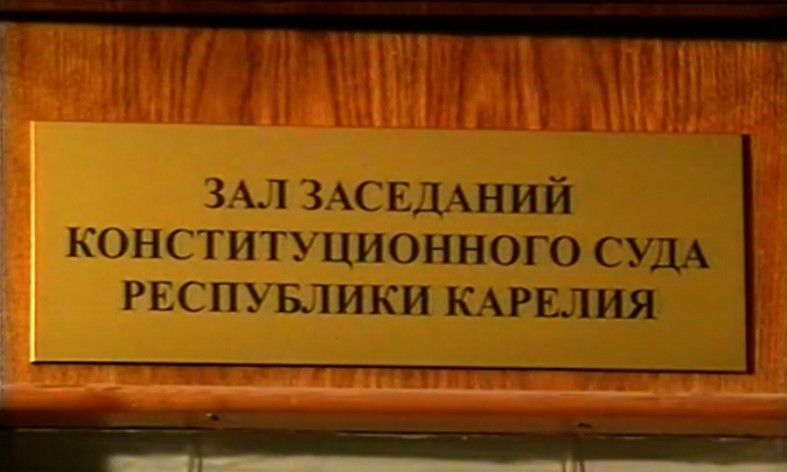 ЗАЛ ЗАСЕДАНИЙ
КОНСТИТУЦИОННОГО СУДА
РЕСПУБЛИКИ КАРЕЛИЯ